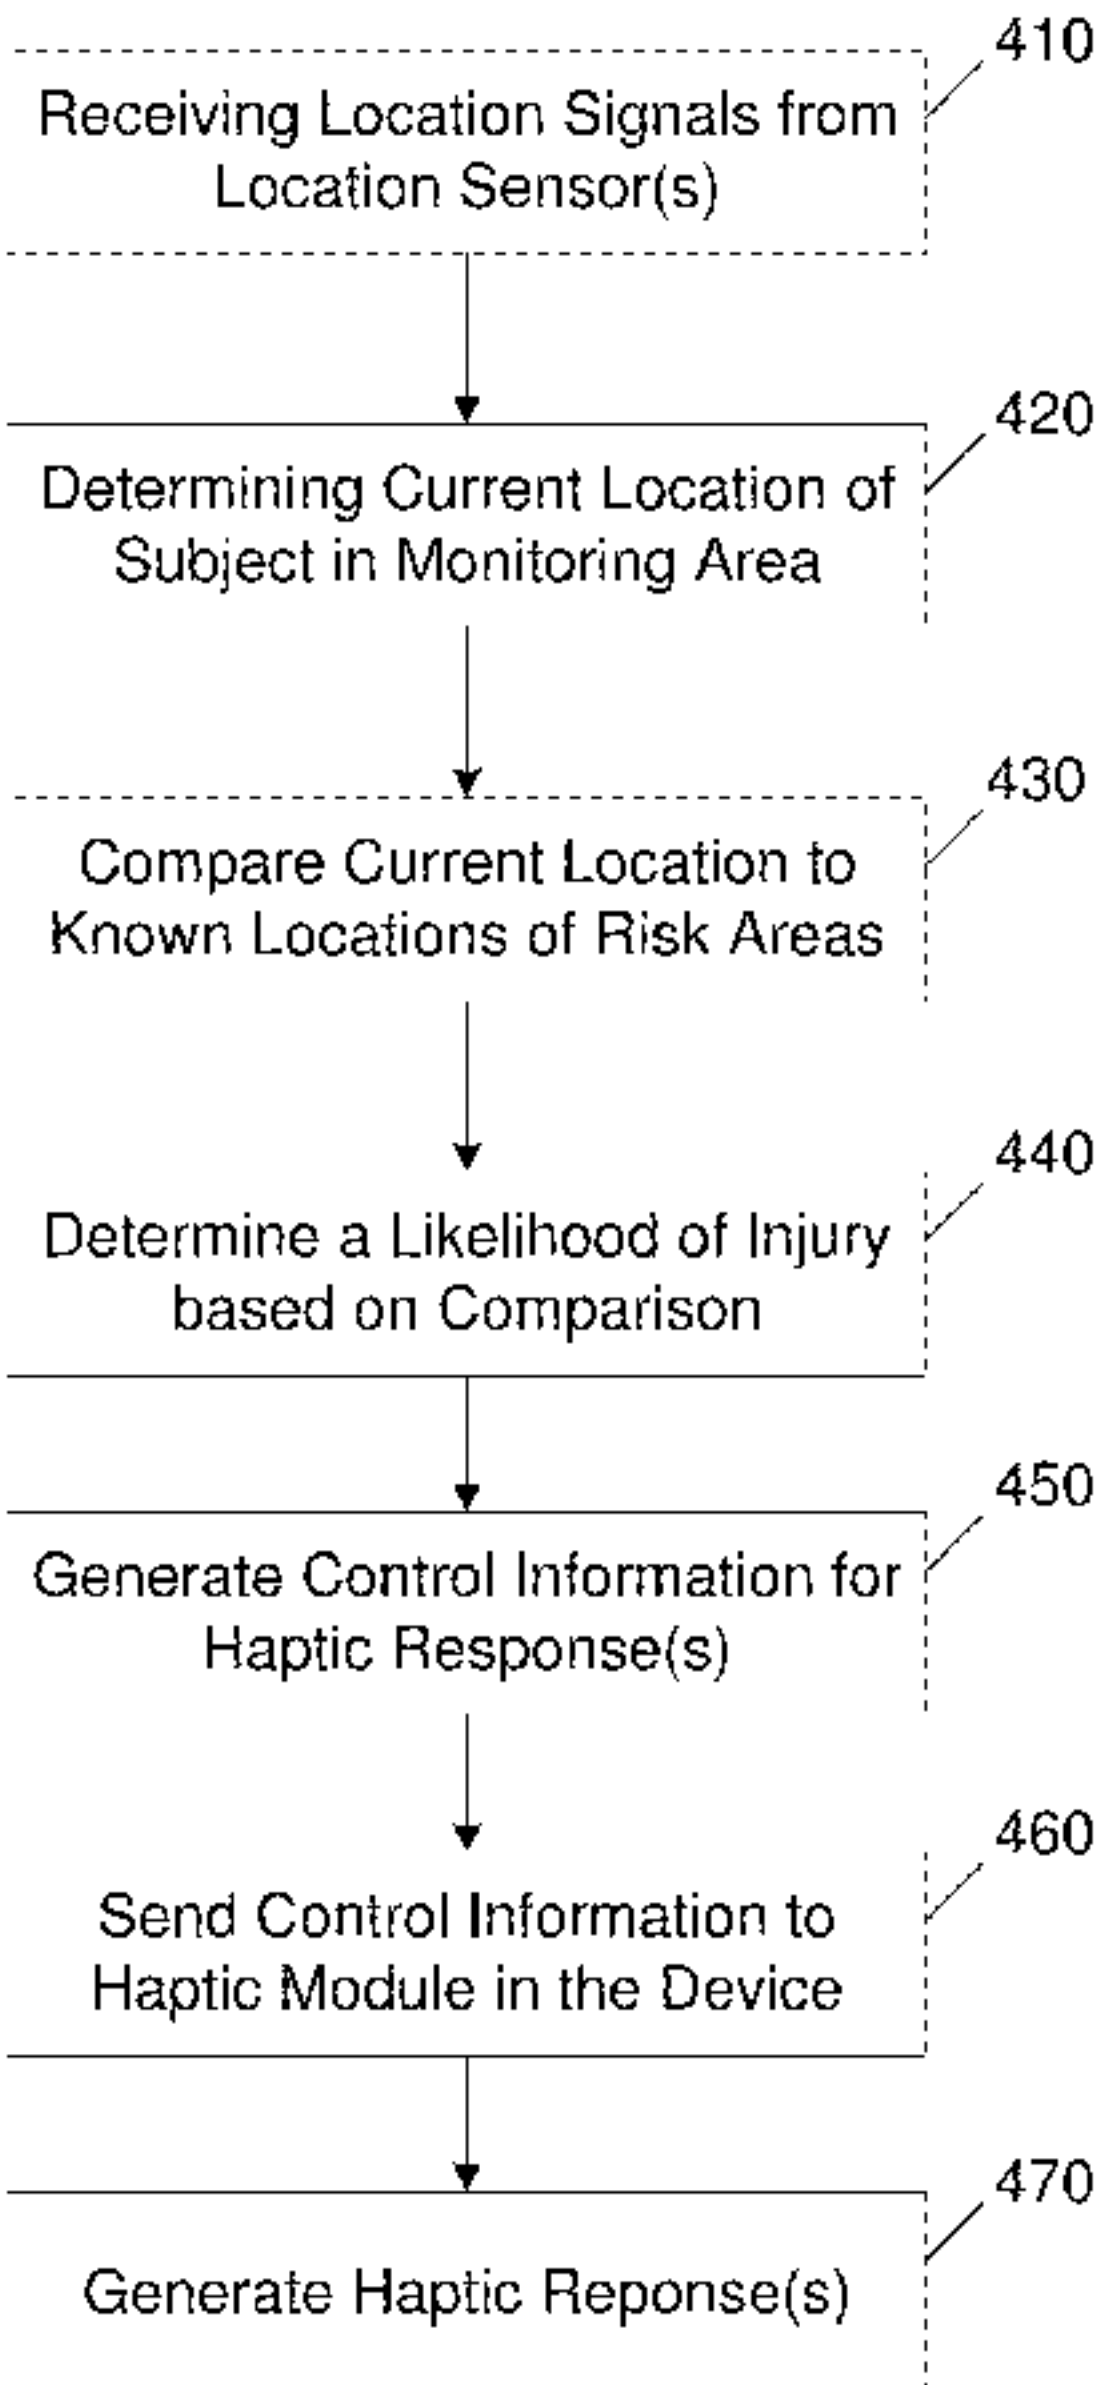 410
Receiving Location Signals from
Location Sensor(s)
420
Determining Current Location of
Subject in Monitoring Area
430
Compare Current Location to
Known Locations of Risk Areas
440
Determine a Likelihood of Injury
based on Comparison
450
Generate Control Information for
Haptic Response(s)
460
Send Control Information to
Haptic Module in the Device
470
Generate Haptic Reponse(s)